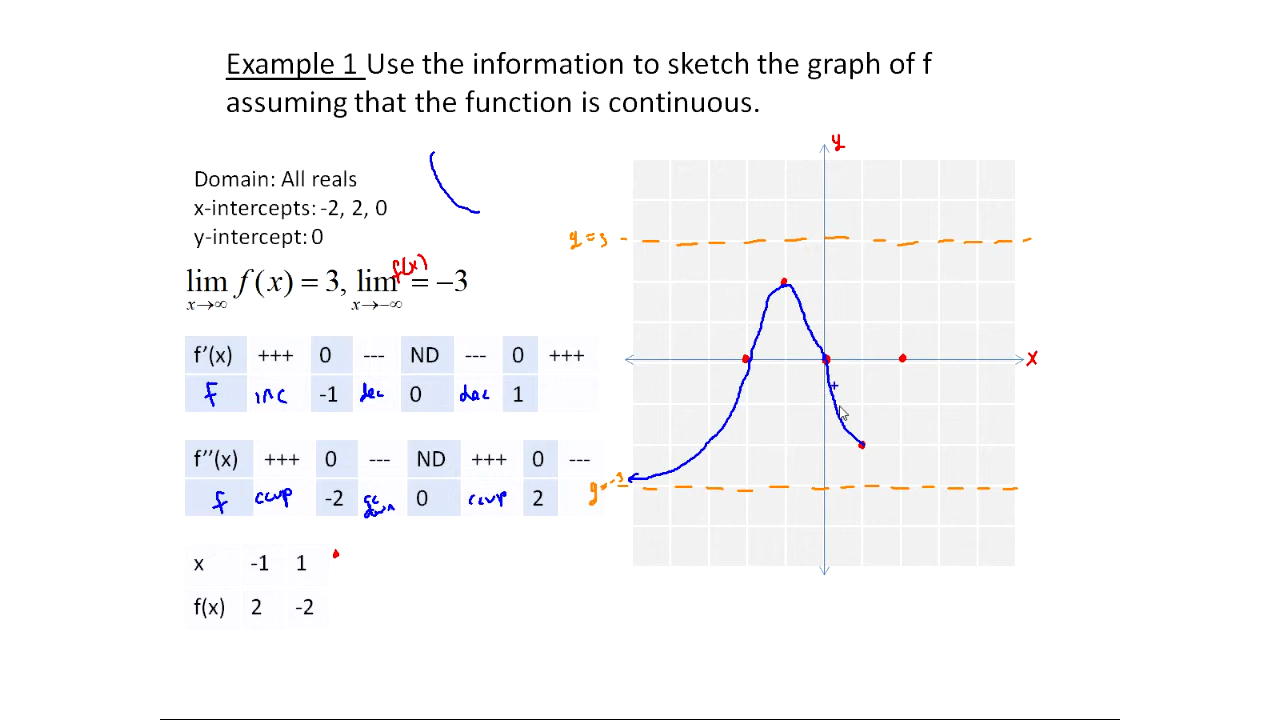 Example 1 Use the information to sketch the graph of f
assuming that the function is continuous.
Domain: All reals
x-intercepts: -2, 2, 0
y-intercept: 0
lim f(x) = 3, lim f(x) = −3
x→∞ x→−∞
f’(x) +++ 0 --- ND --- 0 +++
f inc -1 dec 0 dec 1
f’’(x) +++ 0 --- ND +++ 0 ---
f ccup -2 cc down 0 ccup 2
x -1 1
f(x) 2 -2
y
y = 3
x
y = -3